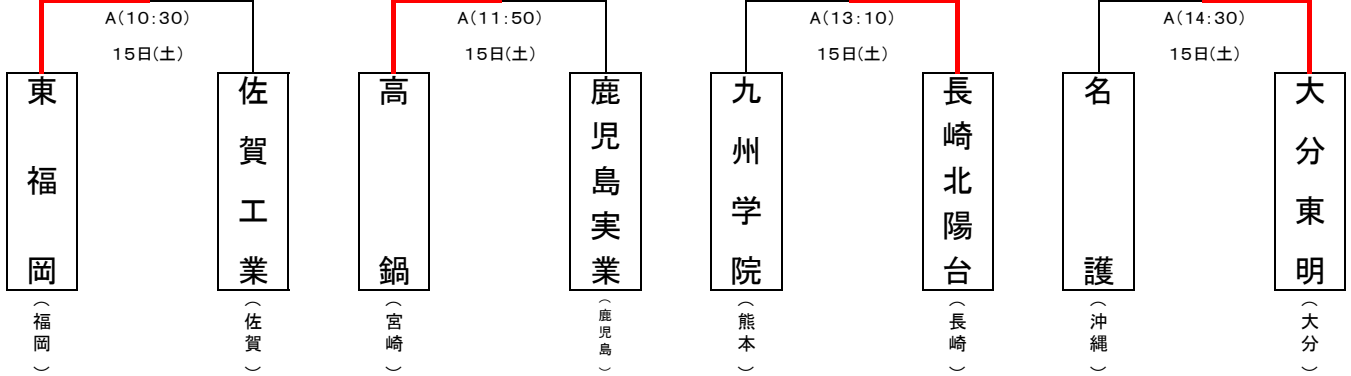 A(10:30)
15日(土)
A(11:50)
15日(土)
A(13:10)
15日(土)
A(14:30)
15日(土)
東福岡
(福岡)
佐賀工業
(佐賀)
高鍋
(宮崎)
鹿児島実業
(鹿児島)
九州学院
(熊本)
長崎北陽台
(長崎)
名護
(沖縄)
大分東明
(大分)